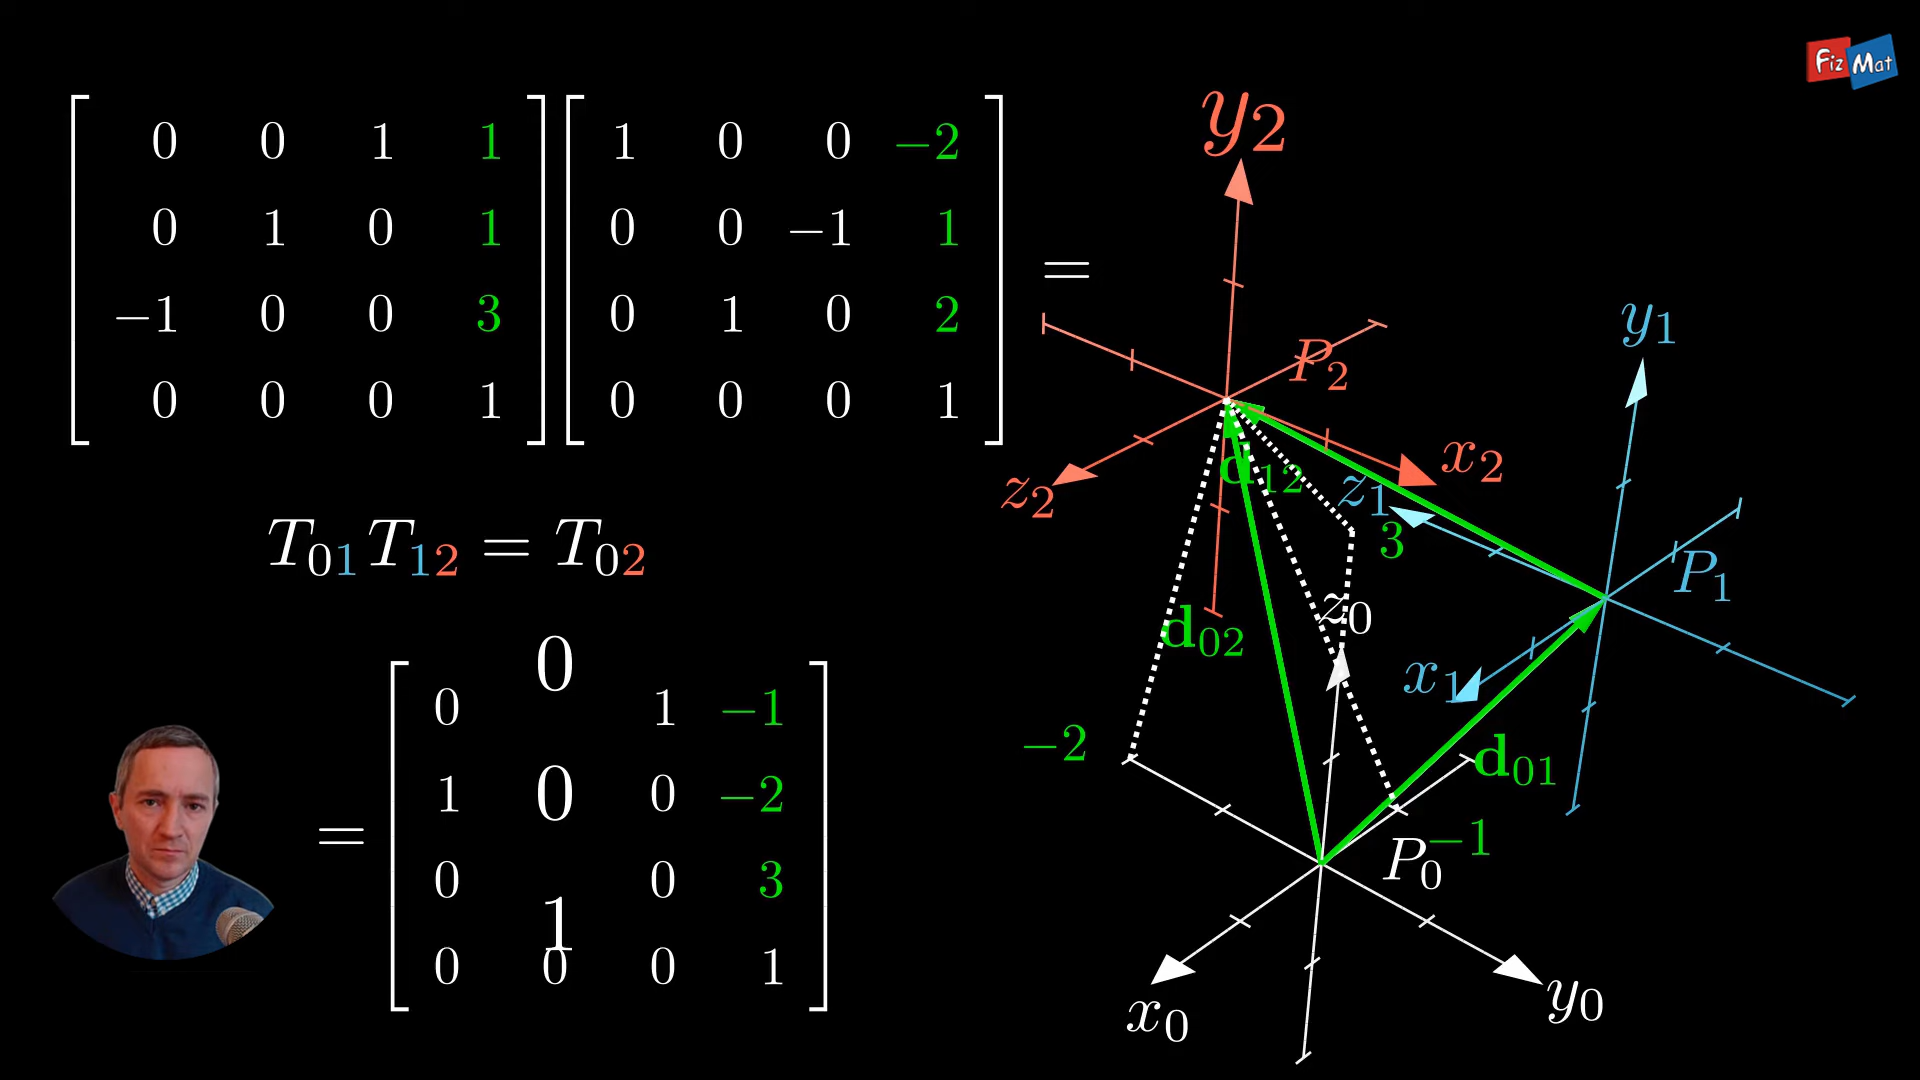 Fiz Mat
0 0 1 1 1 0 0 −2
0 1 0 1 0 0 −1 1 =
−1 0 0 3 0 1 0 2
0 0 0 1 0 0 0 1
T₀₁T₁₂ = T₀₂
0 0 1 −1
1 0 0 −2
= 0 1 0 3
0 0 0 1
y₂
P₂
x₂
z₂
y₁
z₁
P₁
x₁
d₁₂
3
z₀
d₀₂
−2
d₀₁
−1
P₀
x₀
y₀